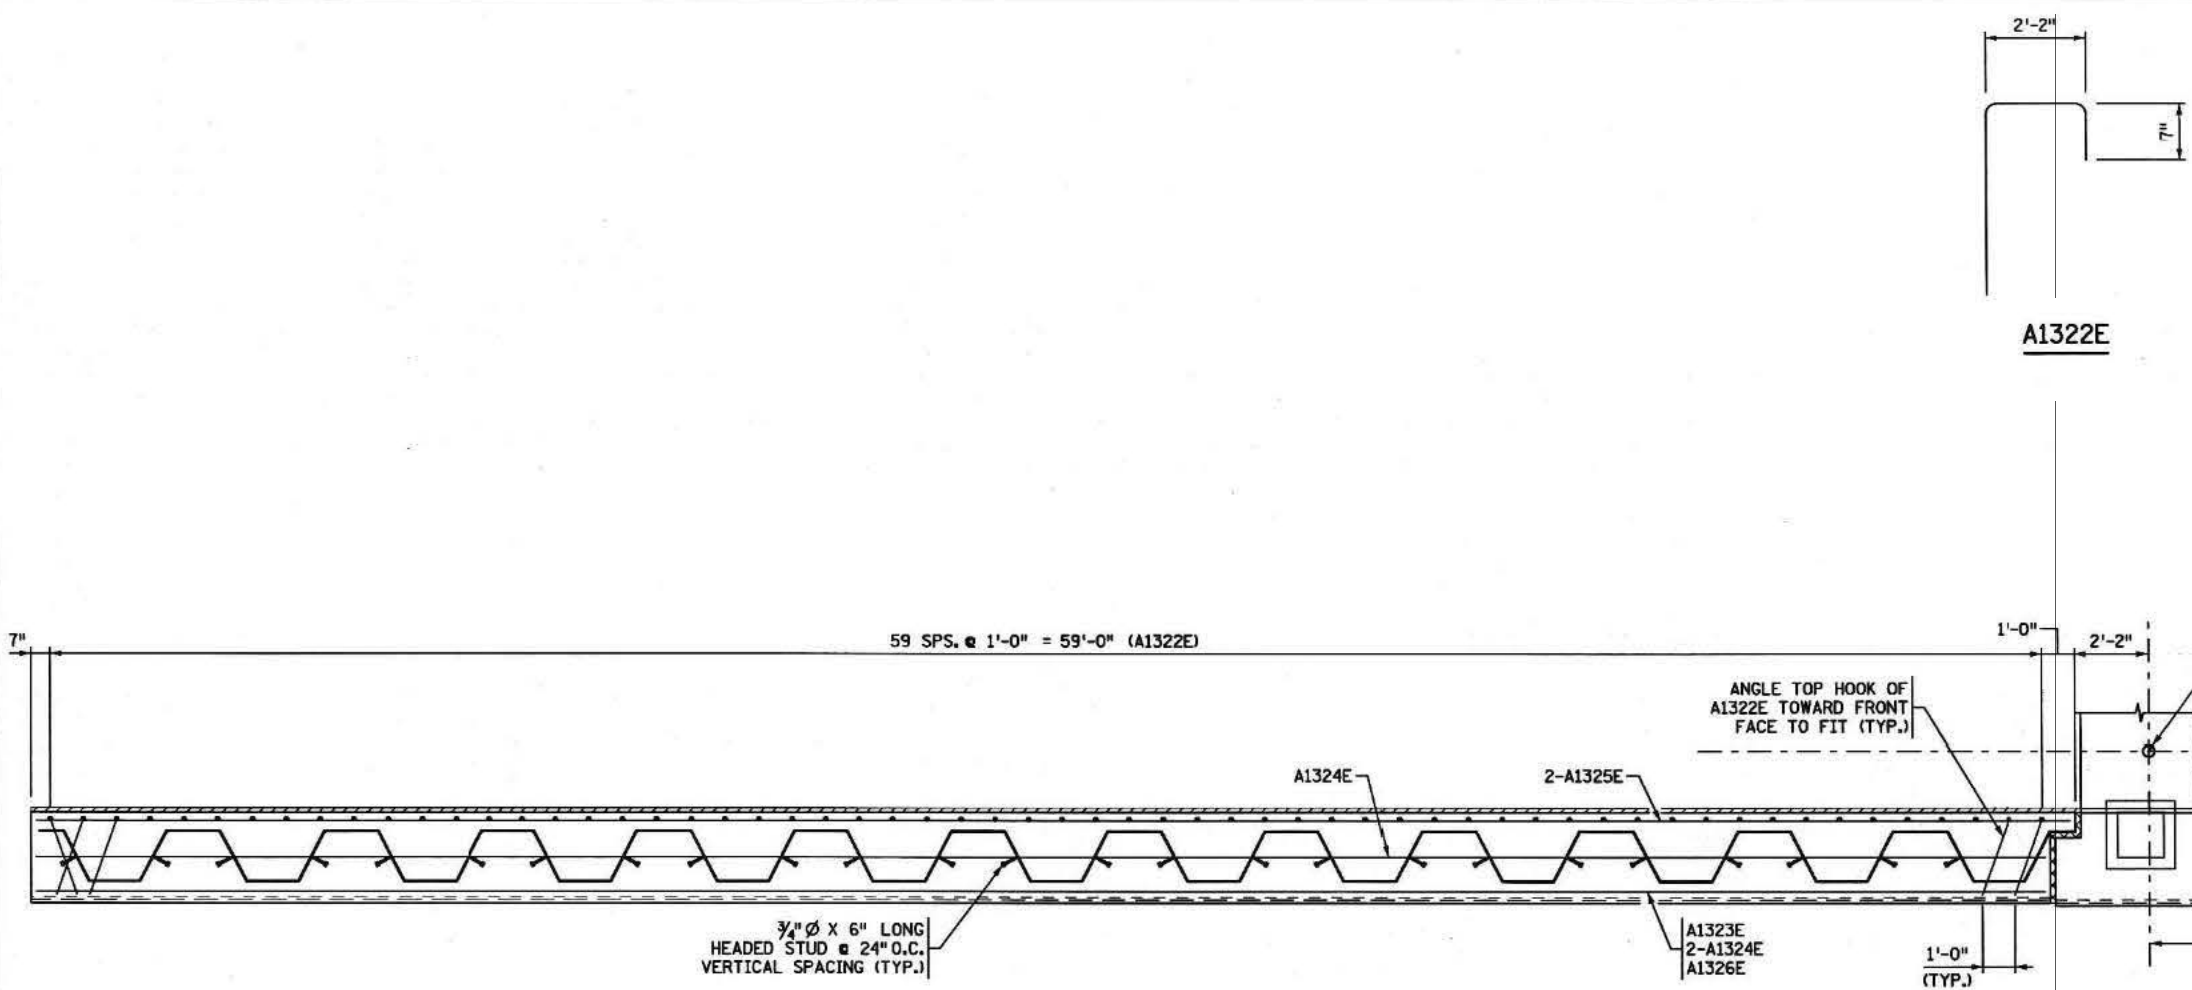 2'-2"
7"
A1322E
7"
59 SPS. @ 1'-0" = 59'-0" (A1322E)
1'-0"
2'-2"
ANGLE TOP HOOK OF
A1322E TOWARD FRONT
FACE TO FIT (TYP.)
A1324E
2-A1325E
3/4" Ø X 6" LONG
HEADED STUD @ 24" O.C.
VERTICAL SPACING (TYP.)
A1323E
2-A1324E
A1326E
1'-0"
(TYP.)